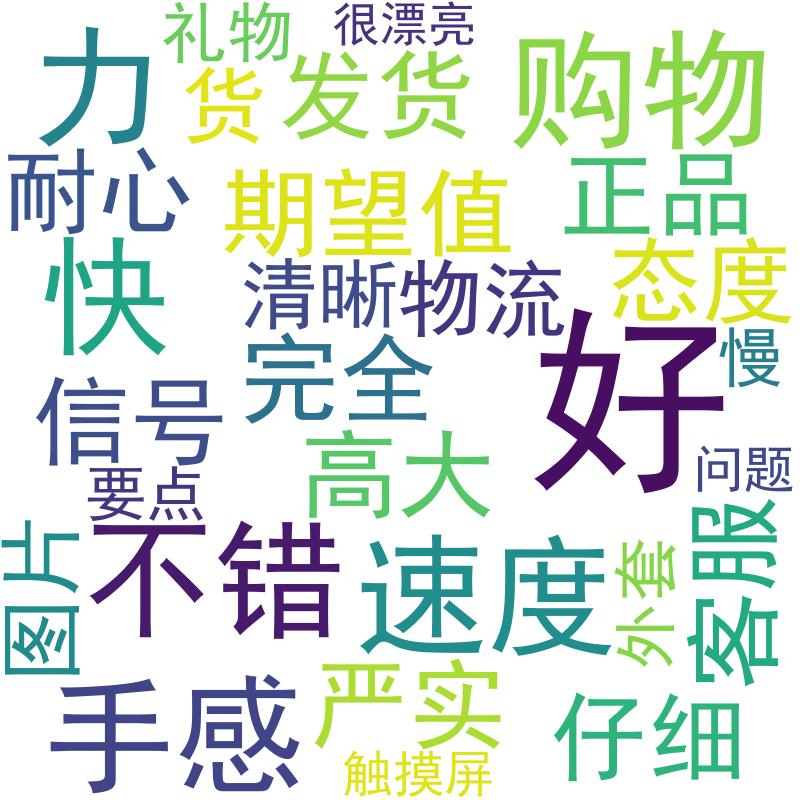 礼物
很漂亮
力
货
发货
购物
耐心
期望值
正品
快
清晰
物流
态度
好
慢
完全
信号
高大
问题
要点
图片
不错
速度
外套
客服
手感
严实
仔细
触摸屏